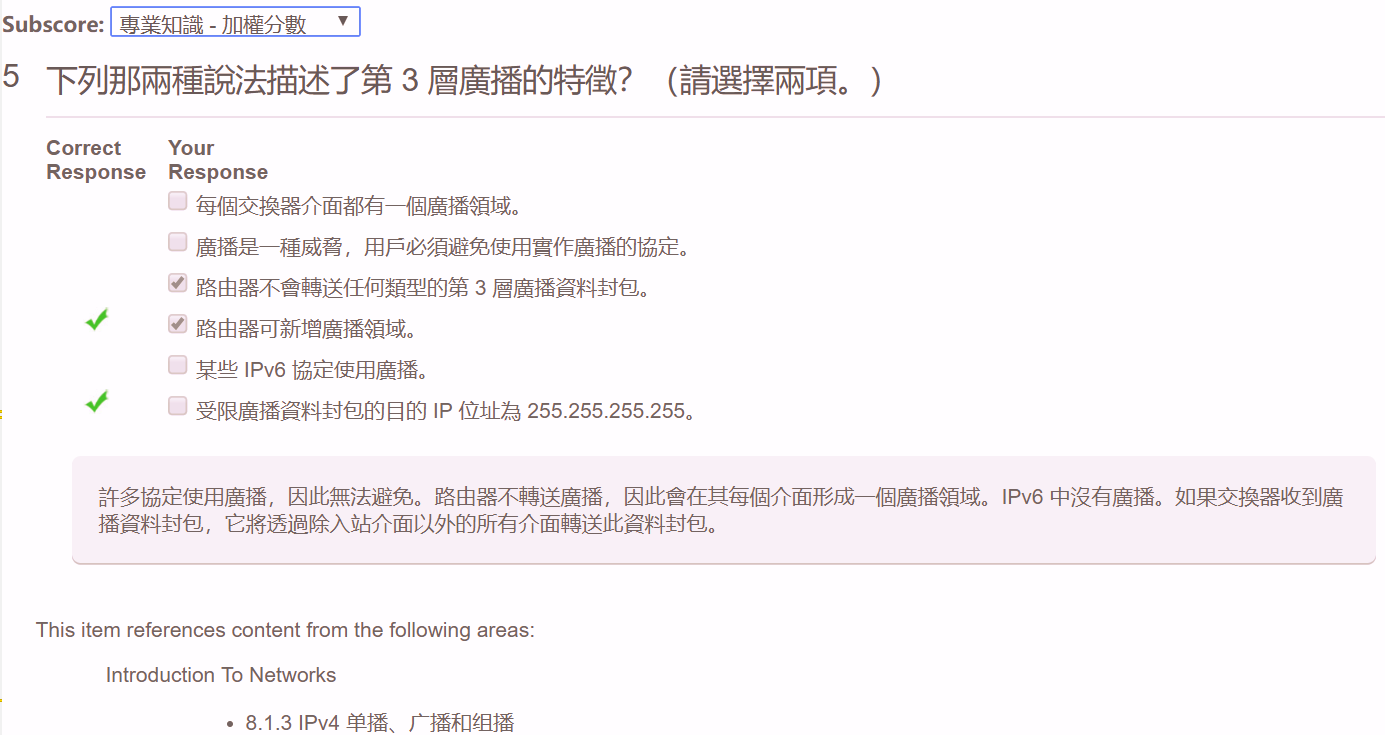 Subscore: 專業知識 - 加權分數
5 下列那兩種說法描述了第 3 層廣播的特徵？（請選擇兩項。）
Correct Response Your Response
每個交換器介面都有一個廣播領域。
廣播是一種威脅，用戶必須避免使用實作廣播的協定。
路由器不會轉送任何類型的第 3 層廣播資料封包。
路由器可新增廣播領域。
某些 IPv6 協定使用廣播。
受限廣播資料封包的目的 IP 位址為 255.255.255.255。
許多協定使用廣播，因此無法避免。路由器不轉送廣播，因此會在其每個介面形成一個廣播領域。IPv6 中沒有廣播。如果交換器收到廣
播資料封包，它將透過除入站介面以外的所有介面轉送此資料封包。
This item references content from the following areas:
Introduction To Networks
• 8.1.3 IPv4 单播、广播和组播